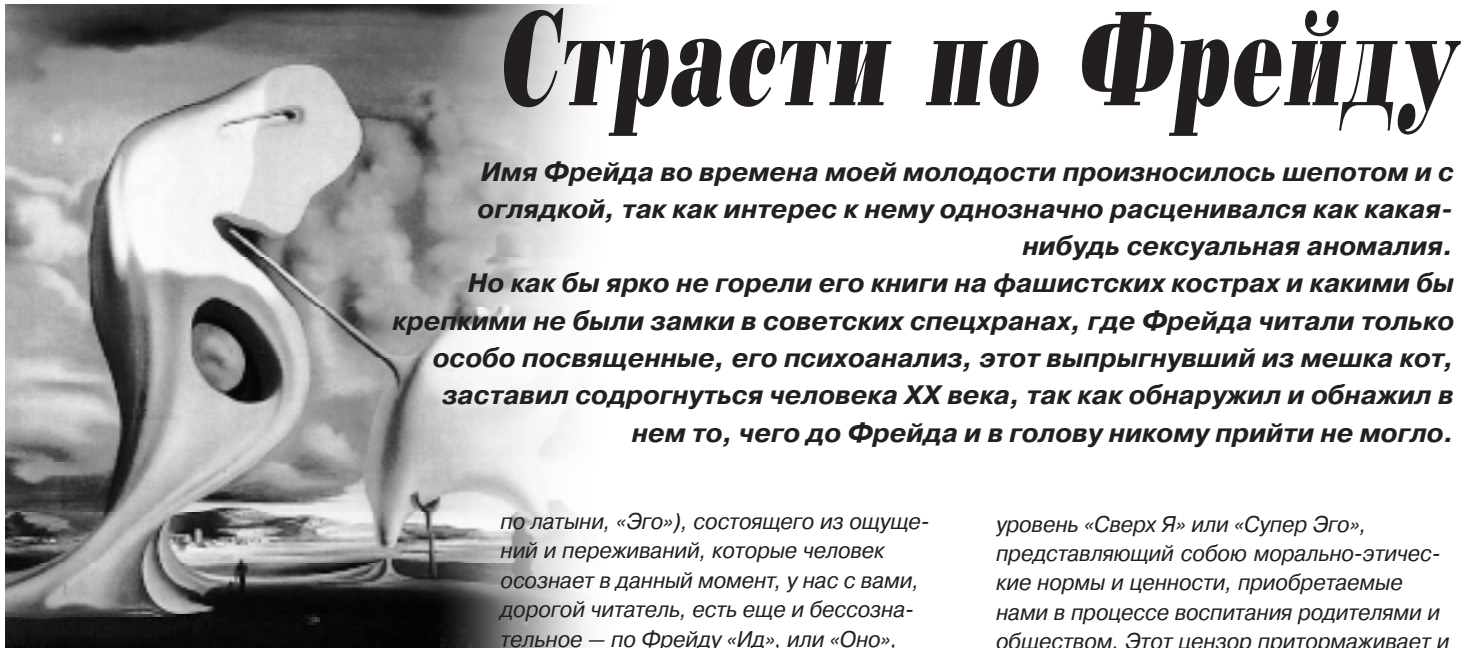 Страсти по Фрейду
Имя Фрейда во времена моей молодости произносилось шепотом и с
оглядкой, так как интерес к нему однозначно расценивался как какая-
нибудь сексуальная аномалия.
Но как бы ярко не горели его книги на фашистских кострах и какими бы
крепкими не были замки в советских спецхранах, где Фрейда читали только
особо посвященные, его психоанализ, этот выпрыгнувший из мешка кот,
заставил содрогнуться человека XX века, так как обнаружил и обнажил в
нем то, чего до Фрейда и в голову никому прийти не могло.
по латыни, «Эго»), состоящего из ощуще-
ний и переживаний, которые человек
осознает в данный момент, у нас с вами,
дорогой читатель, есть еще и бессозна-
тельное — по Фрейду «Ид», или «Оно»,
уровень «Сверх Я» или «Супер Эго»,
представляющий собою морально-этичес-
кие нормы и ценности, приобретаемые
нами в процессе воспитания родителями и
обществом. Этот цензор притормаживает и